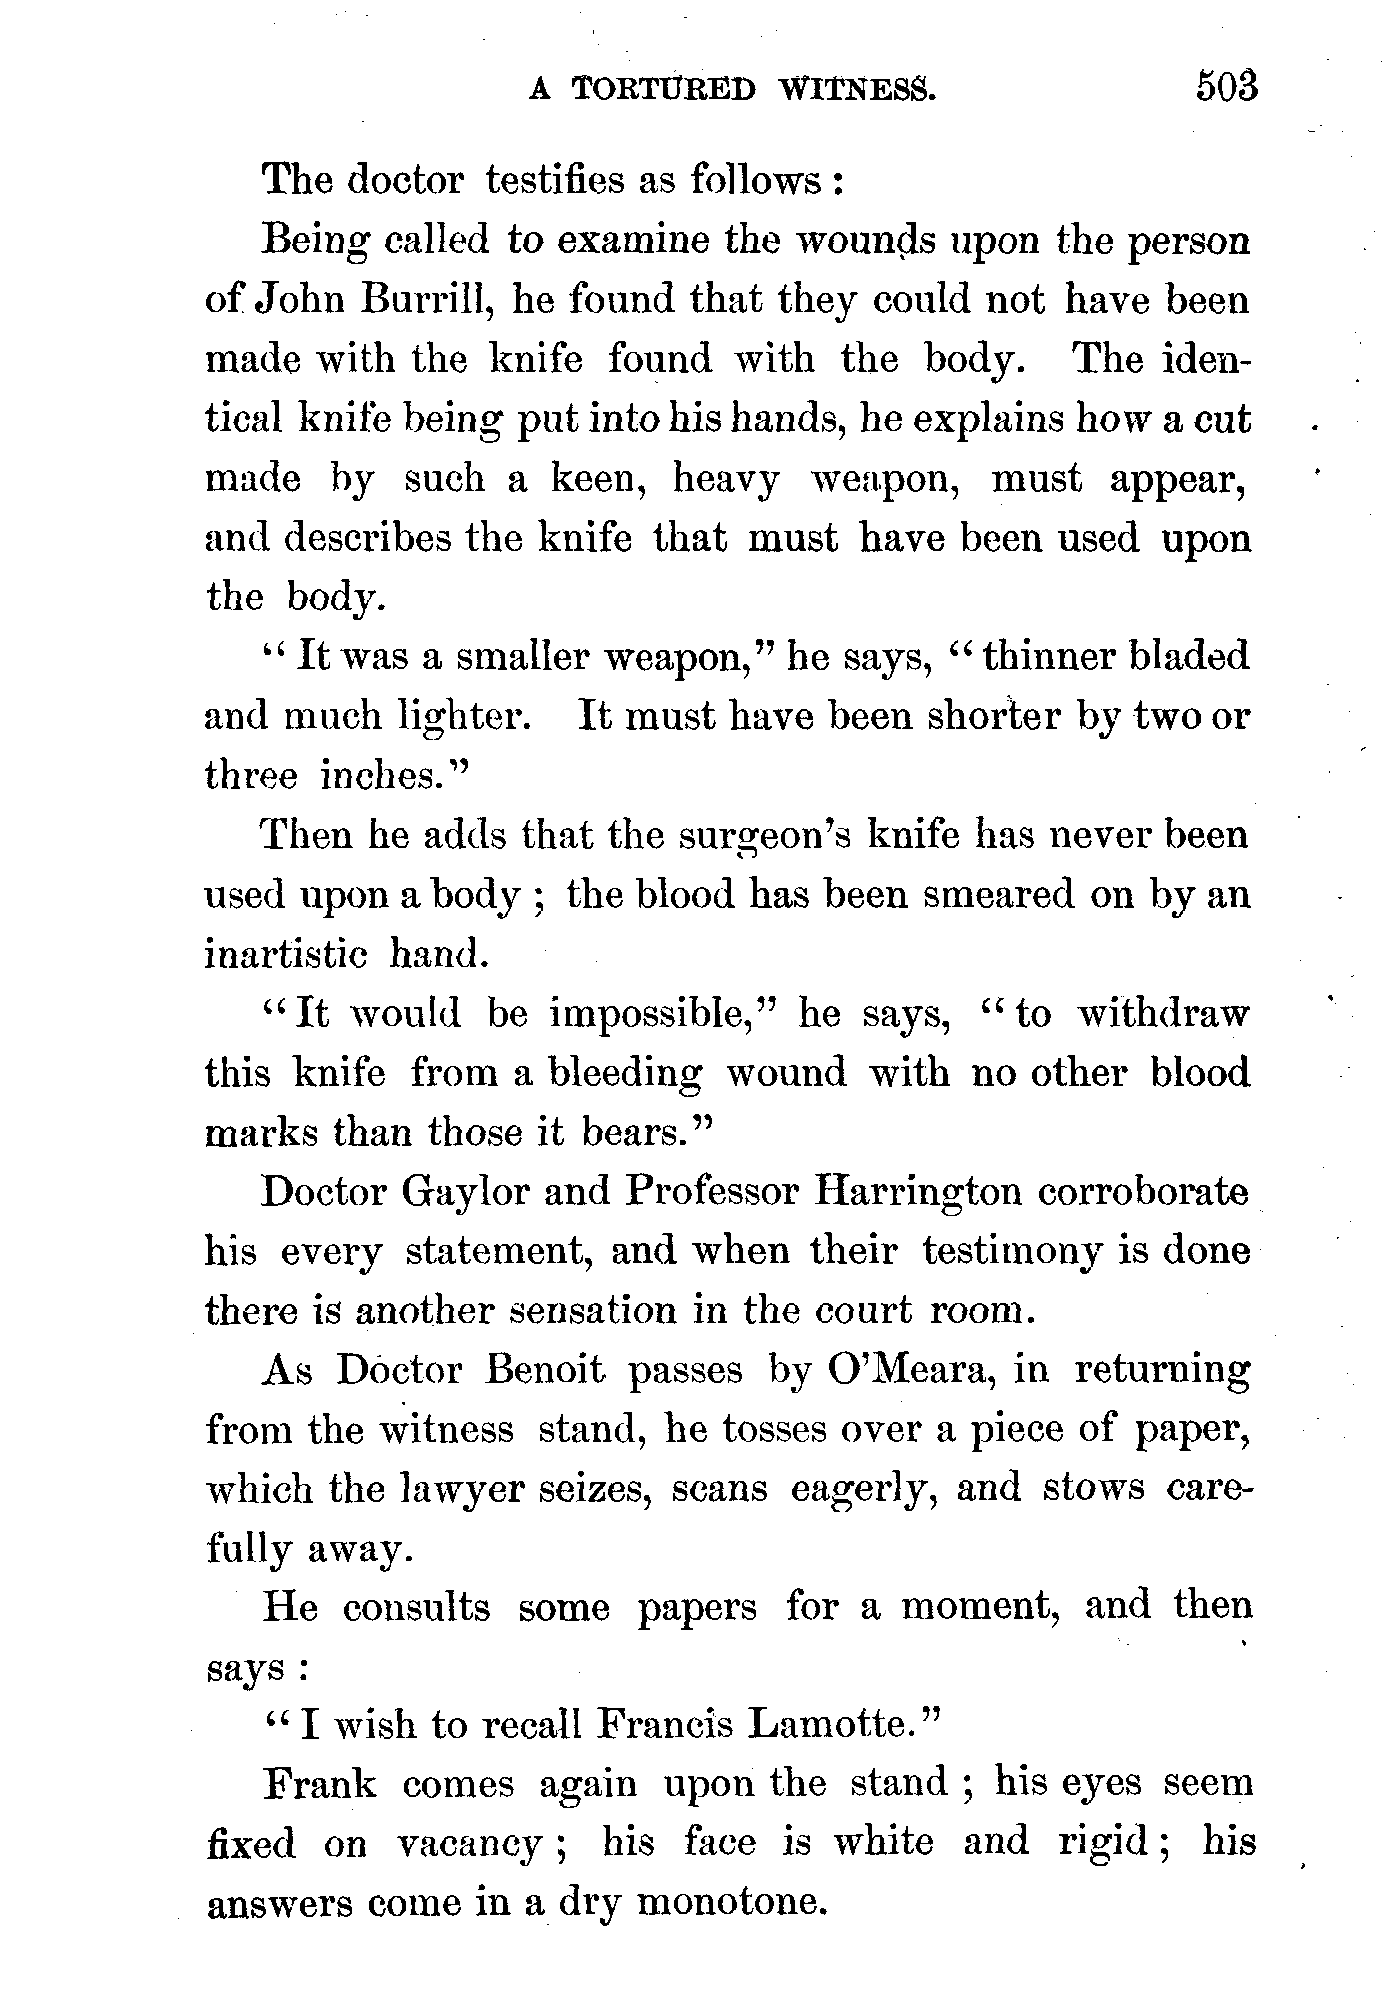 A TORTURED WITNESS. 503
The doctor testifies as follows :
Being called to examine the wounds upon the person
of John Burrill, he found that they could not have been
made with the knife found with the body. The iden-
tical knife being put into his hands, he explains how a cut
made by such a keen, heavy weapon, must appear,
and describes the knife that must have been used upon
the body.
“ It was a smaller weapon,” he says, “ thinner bladed
and much lighter. It must have been shorter by two or
three inches.”
Then he adds that the surgeon’s knife has never been
used upon a body ; the blood has been smeared on by an
inartistic hand.
“ It would be impossible,” he says, “ to withdraw
this knife from a bleeding wound with no other blood
marks than those it bears.”
Doctor Gaylor and Professor Harrington corroborate
his every statement, and when their testimony is done
there is another sensation in the court room.
As Doctor Benoit passes by O’Meara, in returning
from the witness stand, he tosses over a piece of paper,
which the lawyer seizes, scans eagerly, and stows care-
fully away.
He consults some papers for a moment, and then
says :
“ I wish to recall Francis Lamotte.”
Frank comes again upon the stand ; his eyes seem
fixed on vacancy ; his face is white and rigid ; his
answers come in a dry monotone.